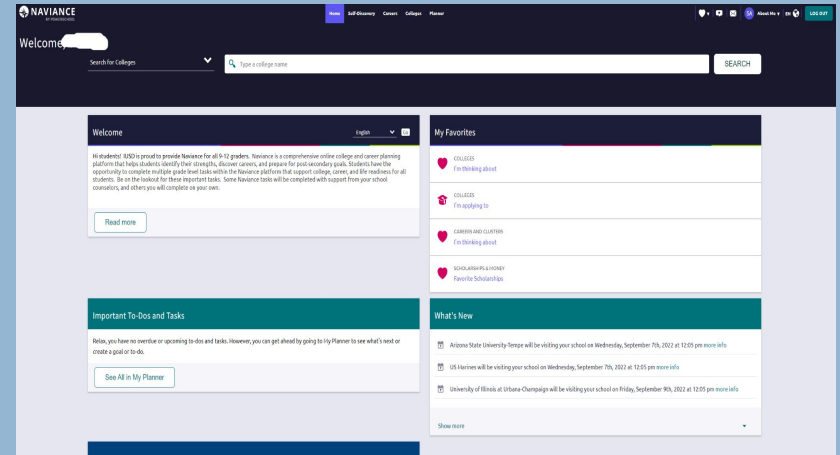 NAVIANCE
BY POWERSCHOOL
Home Self-Discovery Careers Colleges Planner
SA About Me EN LOG OUT
Welcome,
Search for Colleges
Type a college name
SEARCH
Welcome
English
Go
Hi students! IUSD is proud to provide Naviance for all 9-12 graders. Naviance is a comprehensive online college and career planning
platform that helps students identify their strengths, discover careers, and prepare for post-secondary goals. Students have the
opportunity to complete multiple grade level tasks within the Naviance platform that support college, career, and life readiness for all
students. Be on the lookout for these important tasks. Some Naviance tasks will be completed with support from your school
counselors, and others you will complete on your own.
Read more
My Favorites
COLLEGES
I'm thinking about
COLLEGES
I'm applying to
CAREERS AND CLUSTERS
I'm thinking about
SCHOLARSHIPS & MONEY
Favorite Scholarships
Important To-Dos and Tasks
Relax, you have no overdue or upcoming to-dos and tasks. However, you can get ahead by going to My Planner to see what's next or
create a goal or to-do.
See All in My Planner
What's New
Arizona State University-Tempe will be visiting your school on Wednesday, September 7th, 2022 at 12:05 pm more info
US Marines will be visiting your school on Wednesday, September 7th, 2022 at 12:05 pm more info
University of Illinois at Urbana-Champaign will be visiting your school on Friday, September 9th, 2022 at 12:05 pm more info
Show more